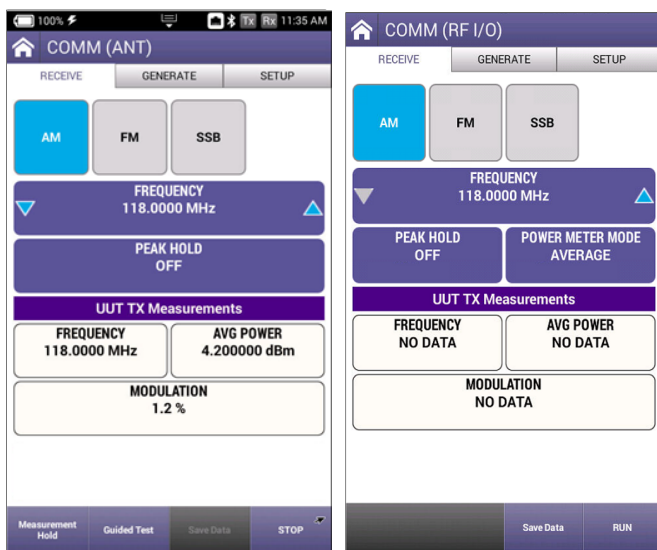 100%
Tx Rx 11:35 AM
COMM (ANT)
RECEIVE GENERATE SETUP
AM FM SSB
FREQUENCY
118.0000 MHz
PEAK HOLD
OFF
UUT TX Measurements
FREQUENCY AVG POWER
118.0000 MHz 4.200000 dBm
MODULATION
1.2 %
Measurement
Hold
Guided Test Save Data STOP
COMM (RF I/O)
RECEIVE GENERATE SETUP
AM FM SSB
FREQUENCY
118.0000 MHz
PEAK HOLD POWER METER MODE
OFF AVERAGE
UUT TX Measurements
FREQUENCY AVG POWER
NO DATA NO DATA
MODULATION
NO DATA
Save Data RUN